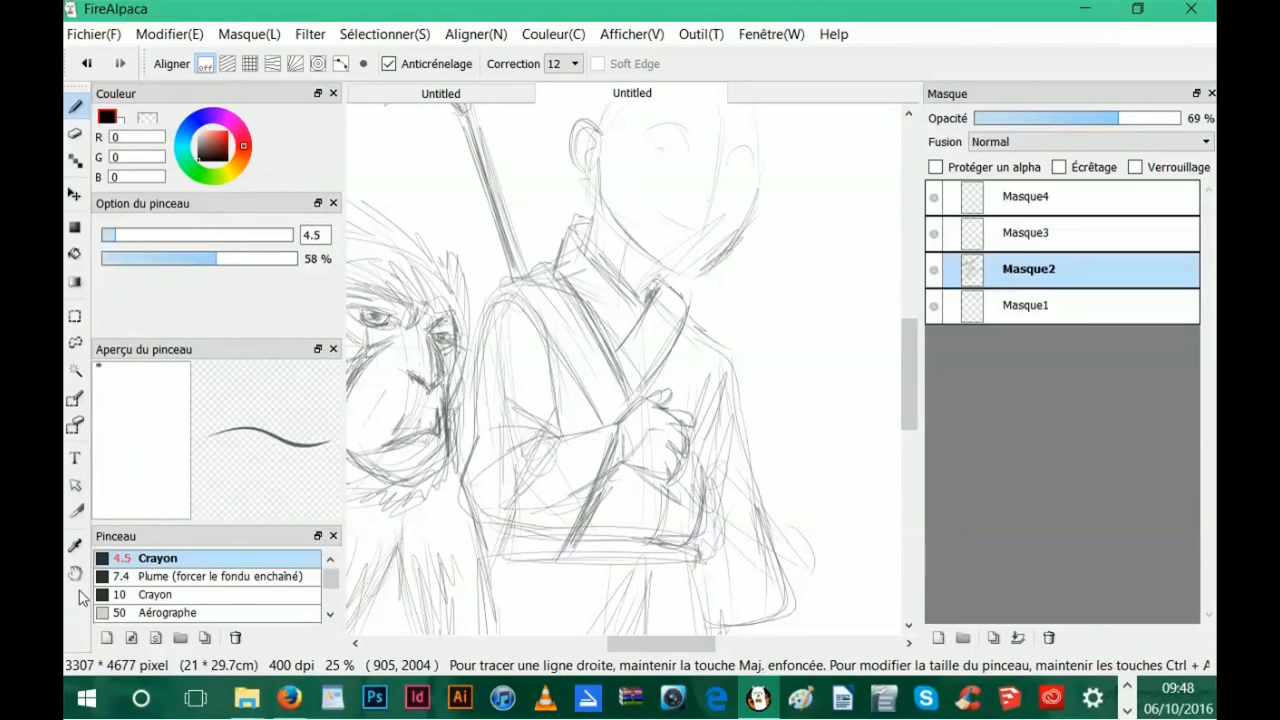 FireAlpaca
Fichier(F) Modifier(E) Masque(L) Filter Sélectionner(S) Aligner(N) Couleur(C) Afficher(V) Outil(T) Fenêtre(W) Help
Aligner off Anticrénelage Correction 12 Soft Edge
Couleur
Untitled
Untitled
Masque
R 0
G 0
B 0
Opacité 69 %
Fusion Normal
Protéger un alpha Écrêtage Verrouillage
Option du pinceau
4.5
58 %
Masque4
Masque3
Masque2
Masque1
Aperçu du pinceau
T
Pinceau
4.5 Crayon
7.4 Plume (forcer le fondu enchaîné)
10 Crayon
50 Aérographe
3307 * 4677 pixel (21 * 29.7cm) 400 dpi 25 % ( 905, 2004 ) Pour tracer une ligne droite, maintenir la touche Maj. enfoncée. Pour modifier la taille du pinceau, maintenir les touches Ctrl + A
Ps Id Ai
09:48
06/10/2016